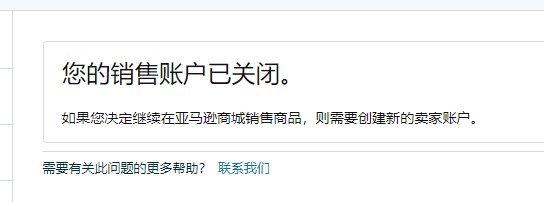 您的销售账户已关闭。
如果您决定继续在亚马逊商城销售商品，则需要创建新的卖家账户。
需要有关此问题的更多帮助？ 联系我们